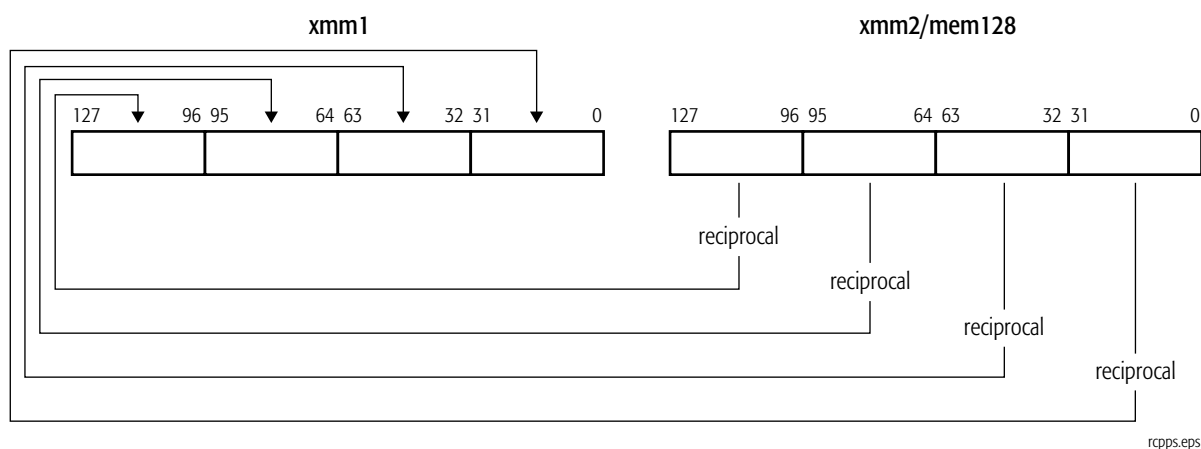 xmm1 xmm2/mem128
127 96 95 64 63 32 31 0 127 96 95 64 63 32 31 0
reciprocal
reciprocal
reciprocal
reciprocal
rcpps.eps